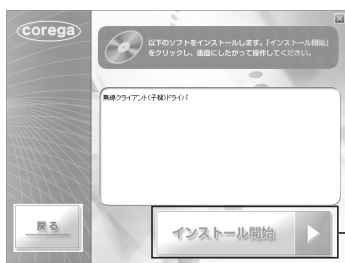 corega
以下のソフトをインストールします。「インストール開始」
をクリックし、画面にしたがって操作してください。
無線クライアント(子機)ドライバ
戻る
インストール開始